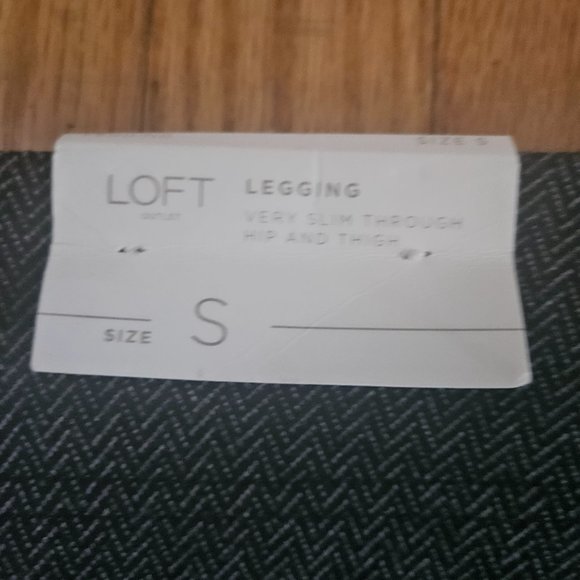 SIZE S
LOFT
OUTLET
LEGGING
VERY SLIM THROUGH
HIP AND THIGH
SIZE S